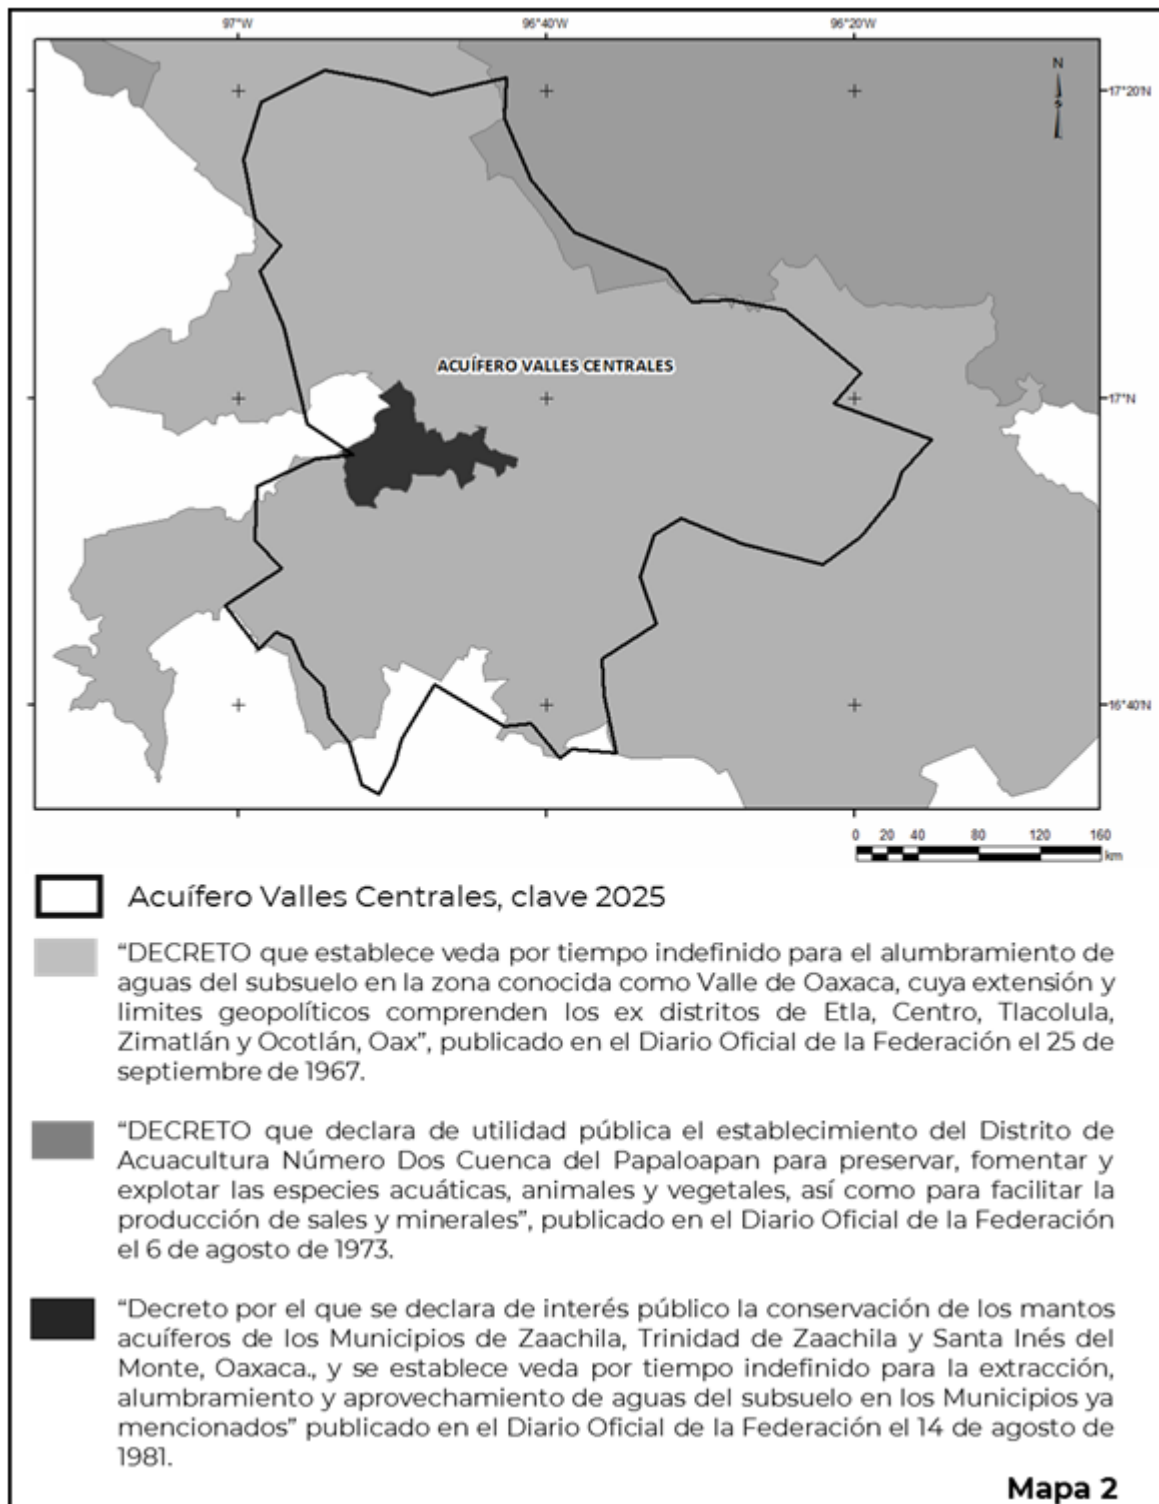 97°W 96°40'W 96°20'W
N
17°20'N
ACUÍFERO VALLES CENTRALES
17°N
16°40'N
0 20 40 80 120 160
km
Acuífero Valles Centrales, clave 2025
“DECRETO que establece veda por tiempo indefinido para el alumbramiento de
aguas del subsuelo en la zona conocida como Valle de Oaxaca, cuya extensión y
limites geopolíticos comprenden los ex distritos de Etla, Centro, Tlacolula,
Zimatlán y Ocotlán, Oax”, publicado en el Diario Oficial de la Federación el 25 de
septiembre de 1967.
“DECRETO que declara de utilidad pública el establecimiento del Distrito de
Acuacultura Número Dos Cuenca del Papaloapan para preservar, fomentar y
explotar las especies acuáticas, animales y vegetales, así como para facilitar la
producción de sales y minerales”, publicado en el Diario Oficial de la Federación
el 6 de agosto de 1973.
“Decreto por el que se declara de interés público la conservación de los mantos
acuíferos de los Municipios de Zaachila, Trinidad de Zaachila y Santa Inés del
Monte, Oaxaca., y se establece veda por tiempo indefinido para la extracción,
alumbramiento y aprovechamiento de aguas del subsuelo en los Municipios ya
mencionados” publicado en el Diario Oficial de la Federación el 14 de agosto de
1981.
Mapa 2